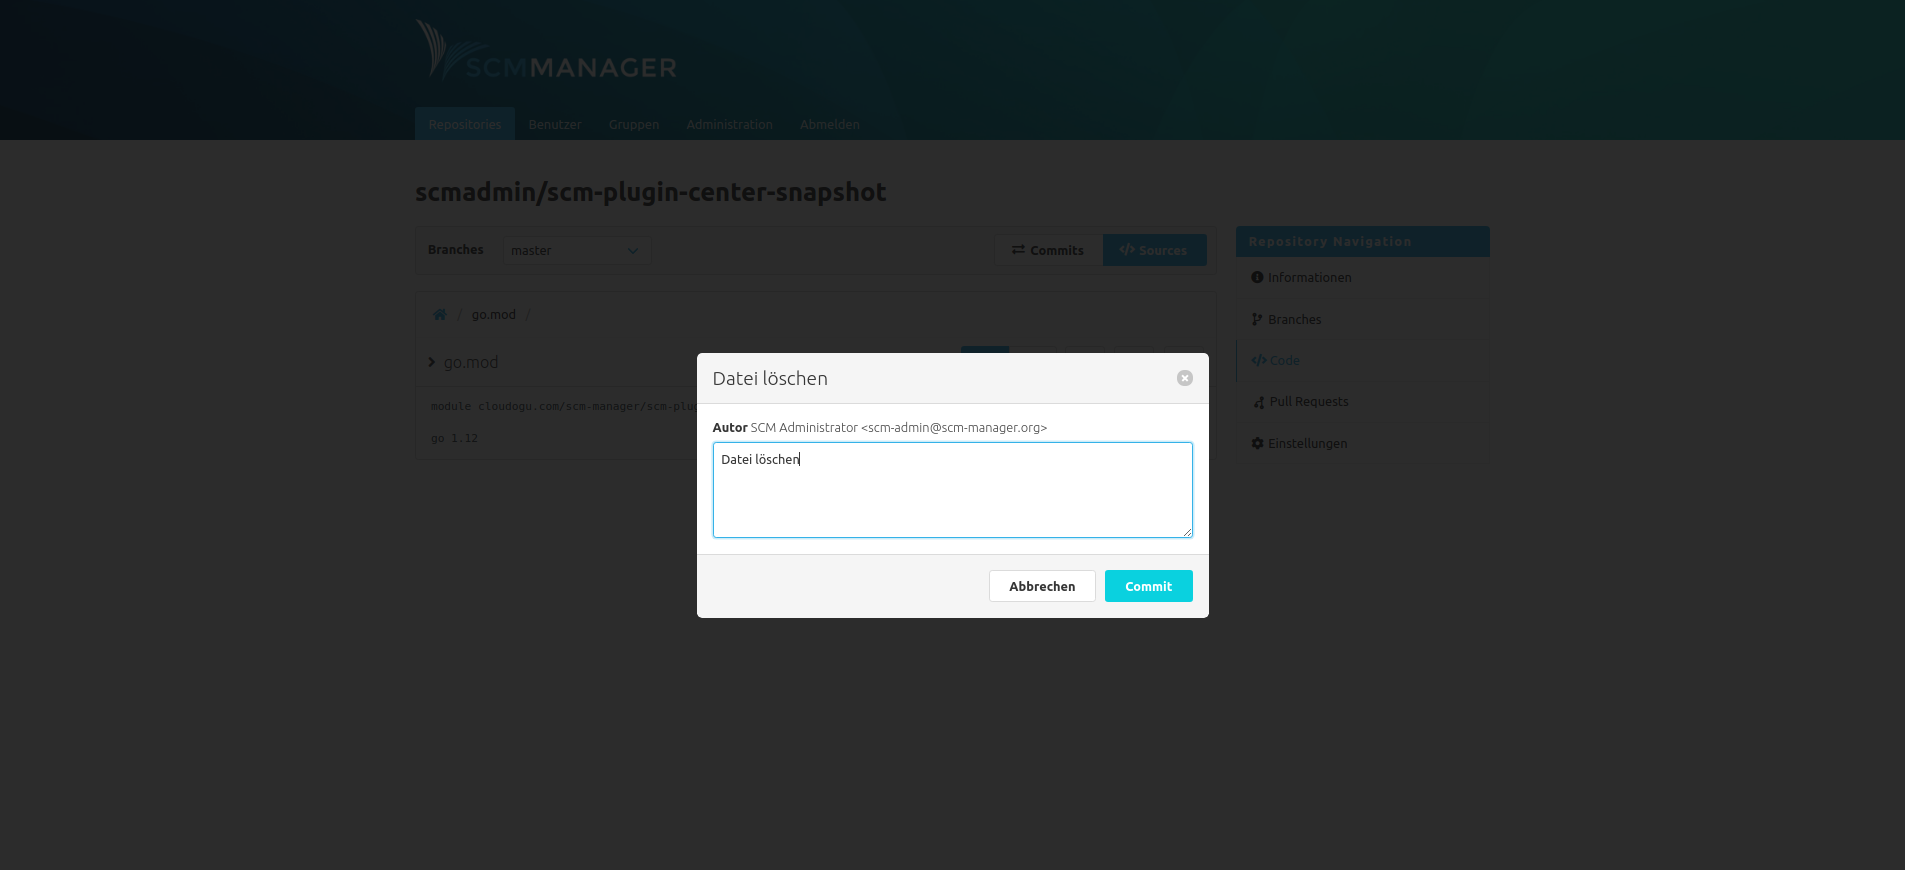 SCMMANAGER
Repositories Benutzer Gruppen Administration Abmelden
scmadmin/scm-plugin-center-snapshot
Branches master Commits Sources
Repository Navigation
Informationen
Branches
Code
Pull Requests
Einstellungen
/ go.mod /
go.mod
module cloudogu.com/scm-manager/scm-plug
go 1.12
Datei löschen
Autor SCM Administrator <scm-admin@scm-manager.org>
Datei löschen
Abbrechen Commit